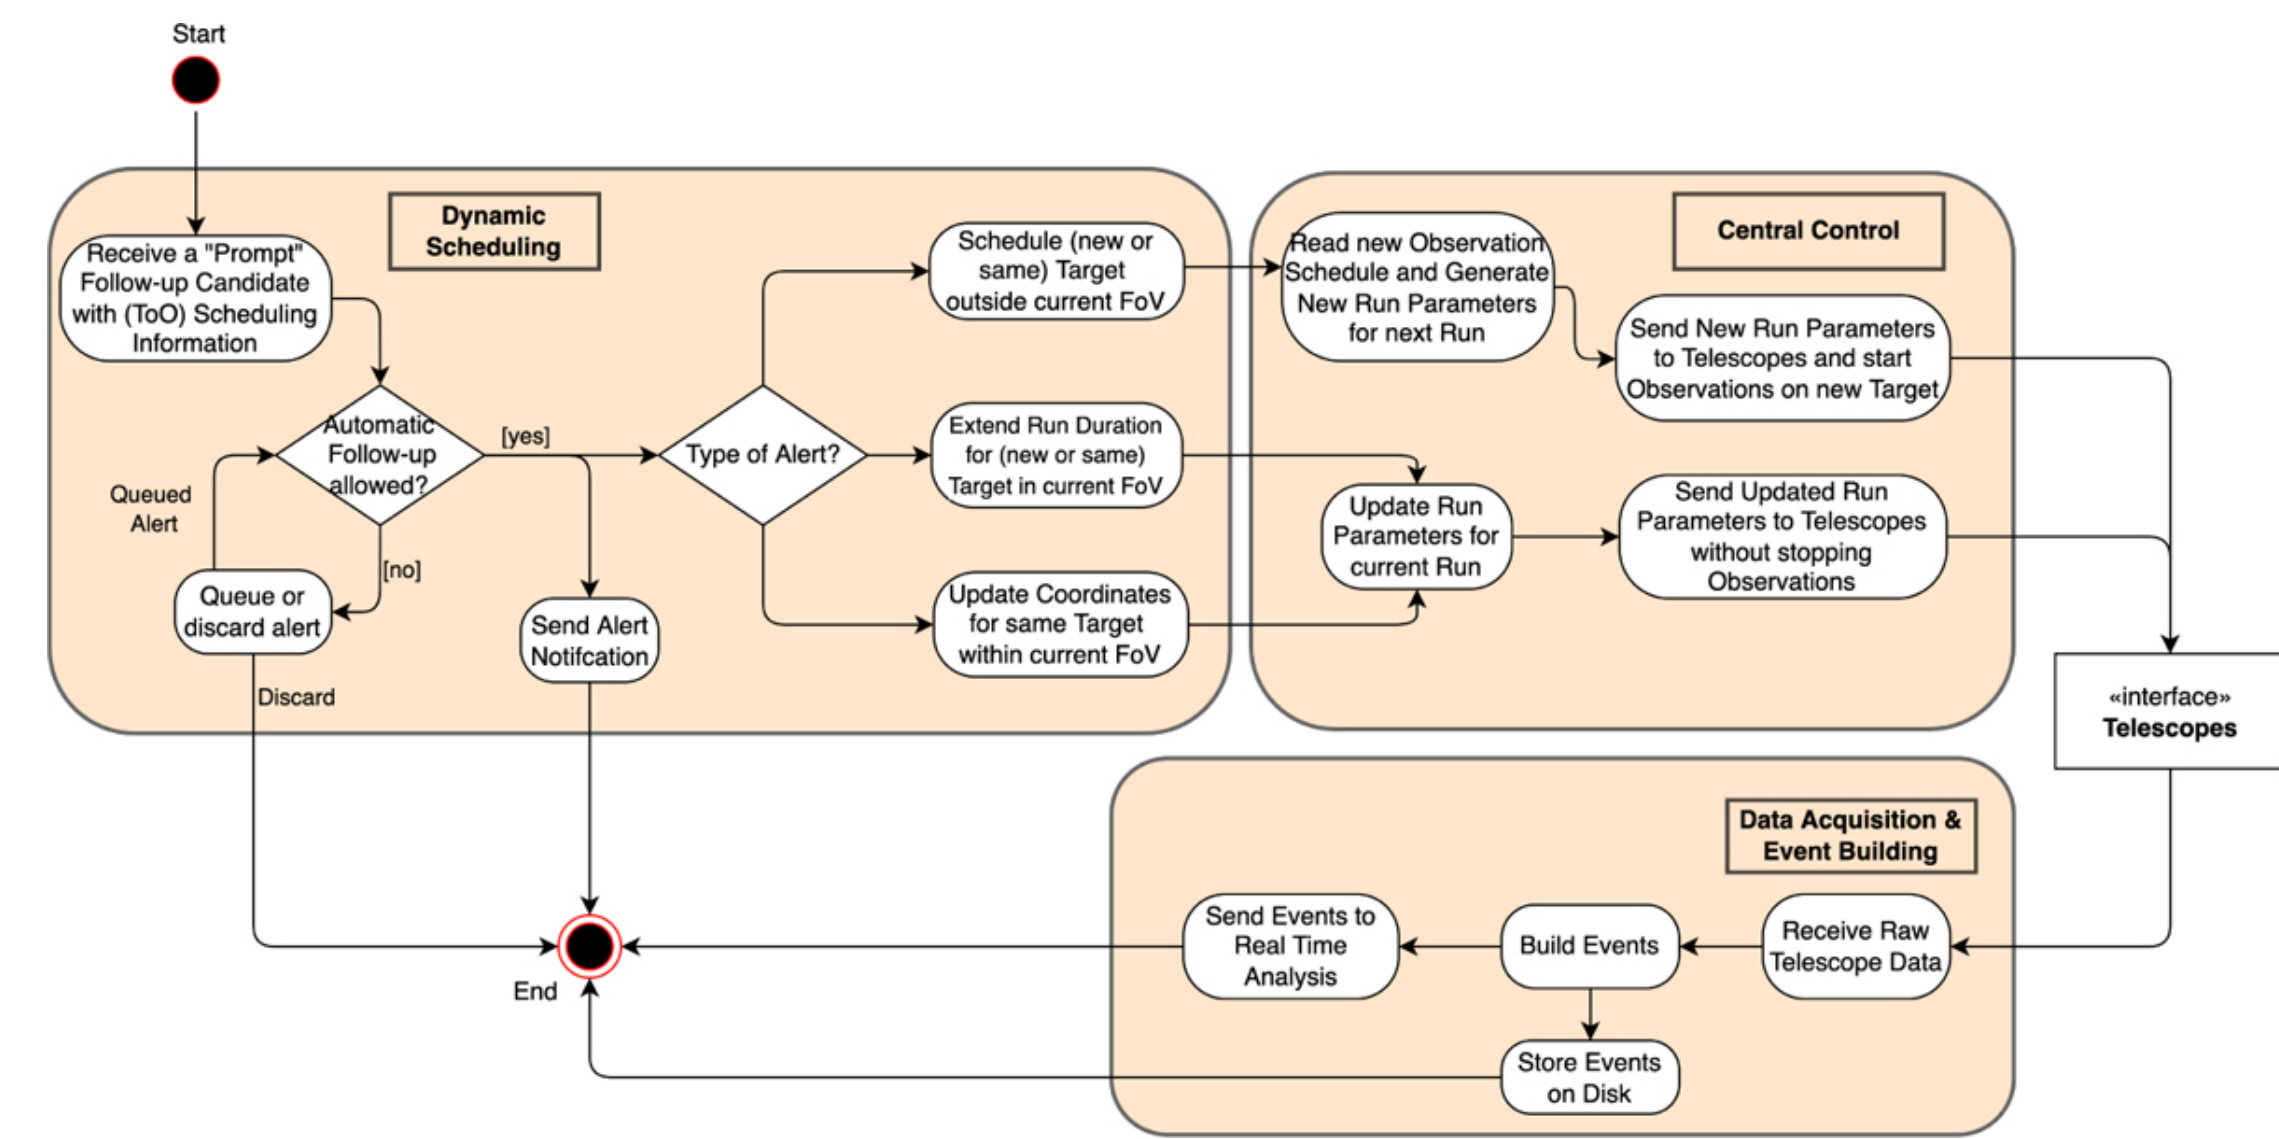 Start
Dynamic
Scheduling
Receive a "Prompt"
Follow-up Candidate
with (ToO) Scheduling
Information
Automatic
Follow-up
allowed?
[yes]
[no]
Queued
Alert
Queue or
discard alert
Discard
Send Alert
Notifcation
Type of Alert?
Schedule (new or
same) Target
outside current FoV
Extend Run Duration
for (new or same)
Target in current FoV
Update Coordinates
for same Target
within current FoV
Central Control
Read new Observation
Schedule and Generate
New Run Parameters
for next Run
Send New Run Parameters
to Telescopes and start
Observations on new Target
Update Run
Parameters for
current Run
Send Updated Run
Parameters to Telescopes
without stopping
Observations
«interface»
Telescopes
Data Acquisition &
Event Building
Receive Raw
Telescope Data
Build Events
Send Events to
Real Time
Analysis
Store Events
on Disk
End